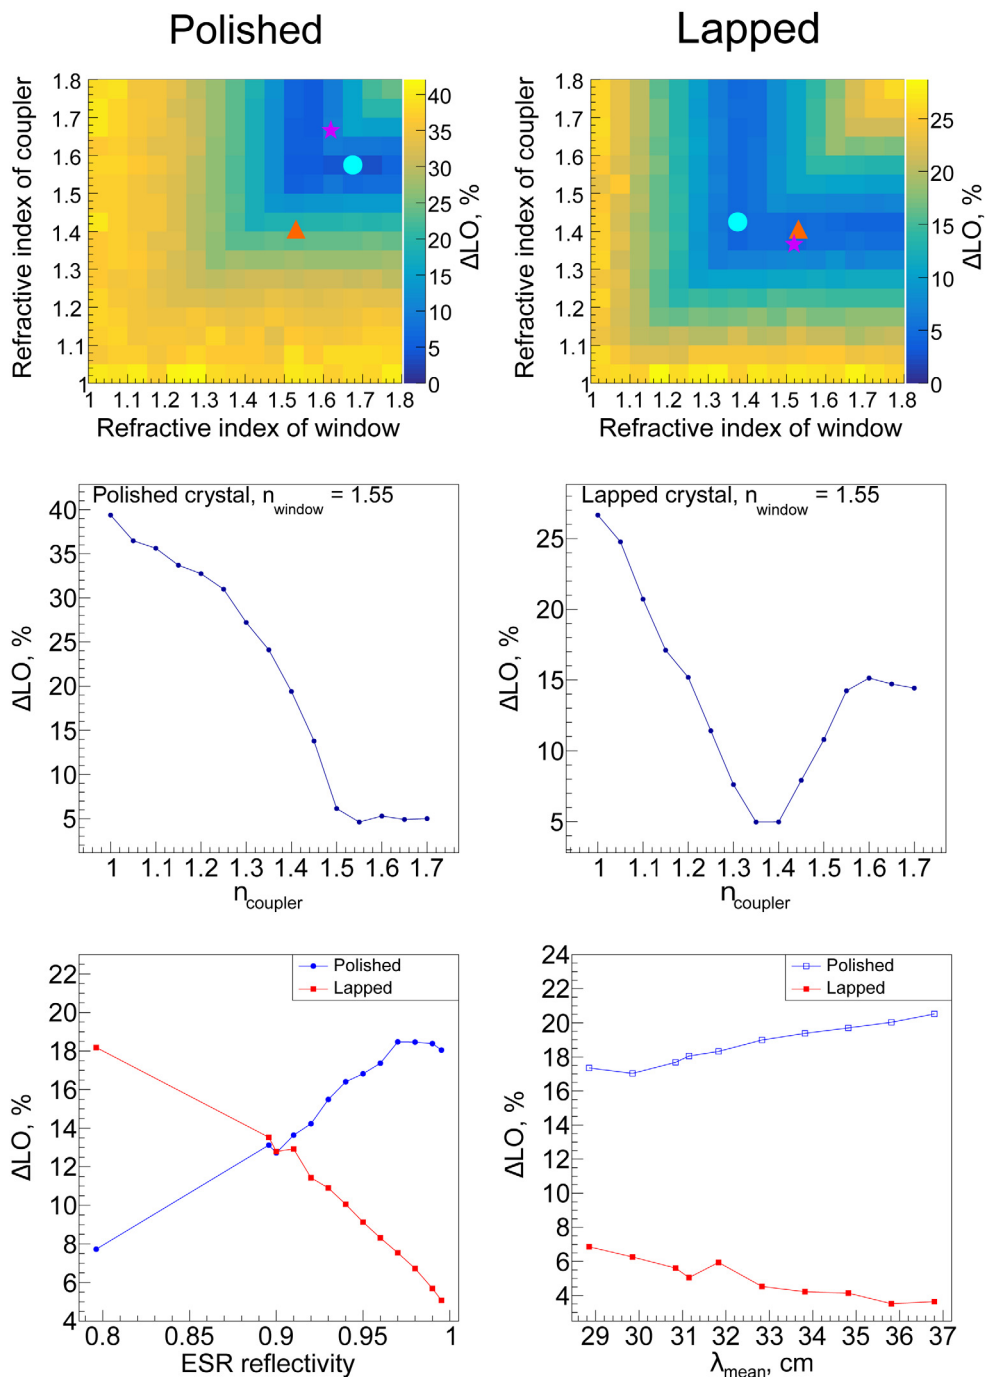 Polished
Lapped
Refractive index of coupler
1.8
1.7
1.6
1.5
1.4
1.3
1.2
1.1
1
1 1.1 1.2 1.3 1.4 1.5 1.6 1.7 1.8
Refractive index of window
40
35
30
25
20
15
10
5
0
ΔLO, %
Refractive index of coupler
1.8
1.7
1.6
1.5
1.4
1.3
1.2
1.1
1
1 1.1 1.2 1.3 1.4 1.5 1.6 1.7 1.8
Refractive index of window
25
20
15
10
5
0
ΔLO, %
Polished crystal, n window = 1.55
ΔLO, %
40
35
30
25
20
15
10
5
1 1.1 1.2 1.3 1.4 1.5 1.6 1.7
n coupler
Lapped crystal, n window = 1.55
ΔLO, %
25
20
15
10
5
1 1.1 1.2 1.3 1.4 1.5 1.6 1.7
n coupler
Polished
Lapped
ΔLO, %
22
20
18
16
14
12
10
8
6
4
0.8 0.85 0.9 0.95 1
ESR reflectivity
Polished
Lapped
ΔLO, %
24
22
20
18
16
14
12
10
8
6
4
29 30 31 32 33 34 35 36 37
λmean, cm